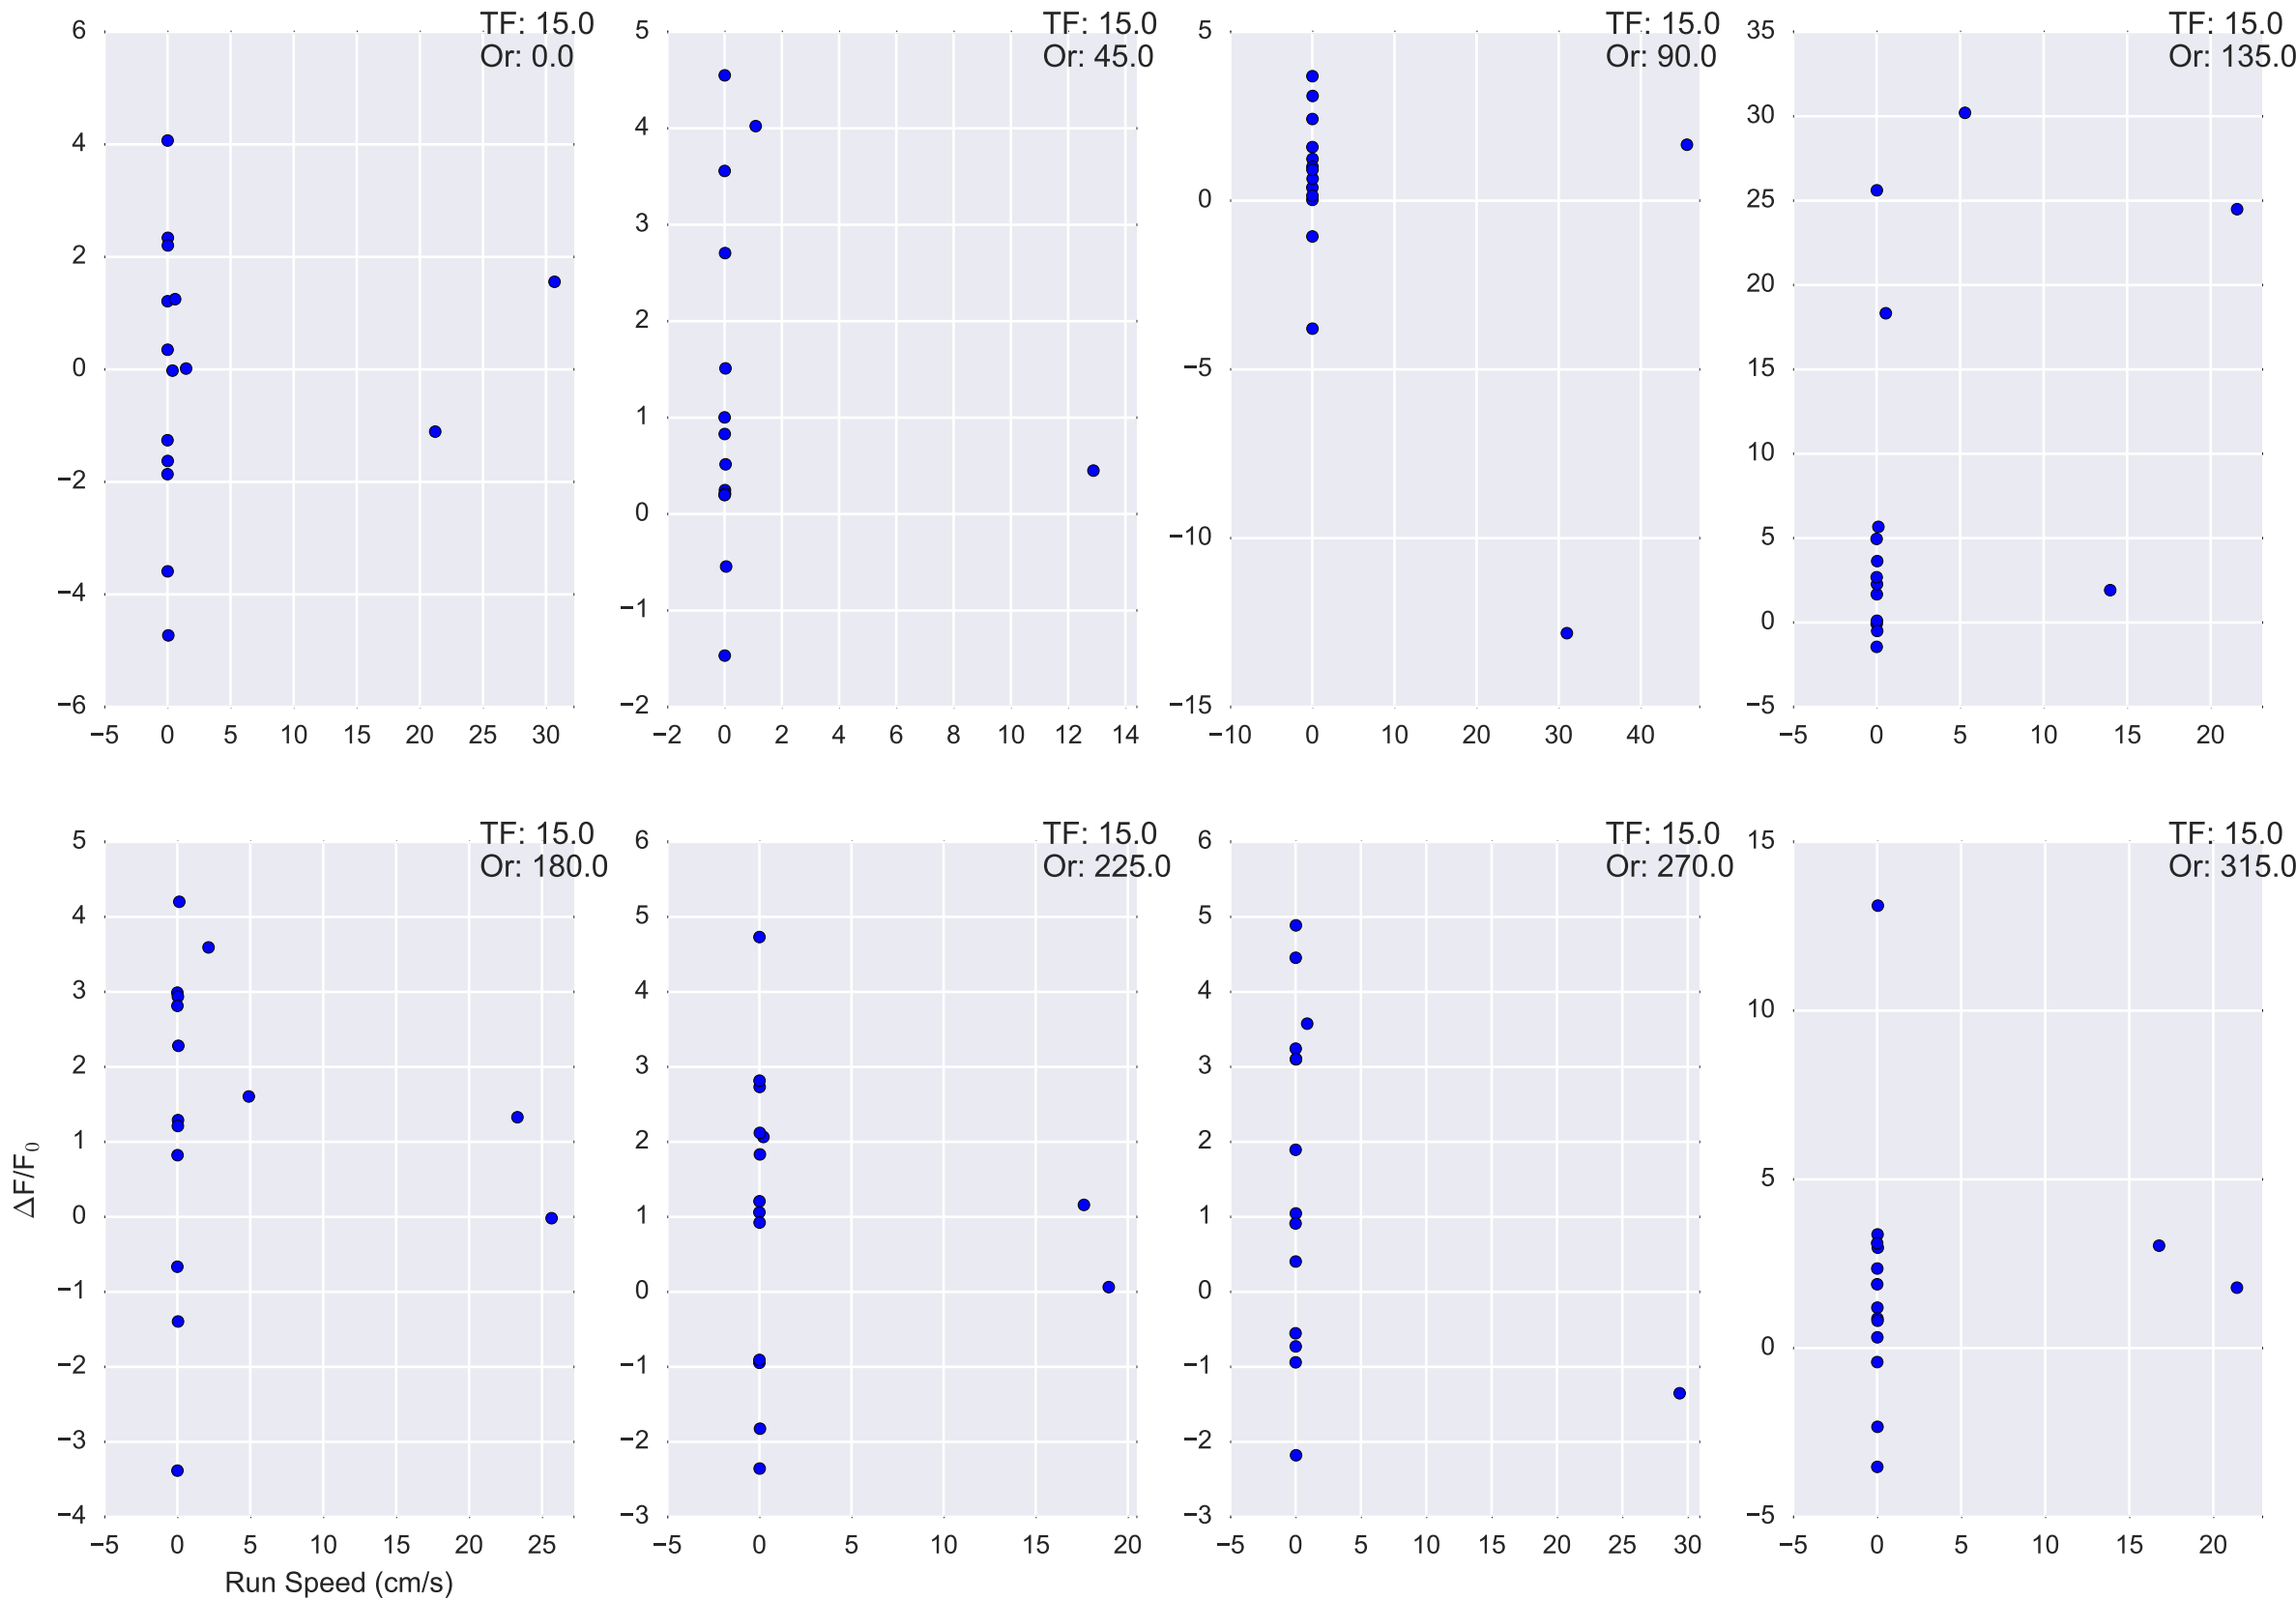 TF: 15.0
Or: 0.0
6
4
2
0
−2
−4
−6
−5 0 5 10 15 20 25 30
TF: 15.0
Or: 45.0
5
4
3
2
1
0
−1
−2
−2 0 2 4 6 8 10 12 14
TF: 15.0
Or: 90.0
5
0
−5
−10
−15
−10 0 10 20 30 40
TF: 15.0
Or: 135.0
35
30
25
20
15
10
5
0
−5
−5 0 5 10 15 20
TF: 15.0
Or: 180.0
5
4
3
2
1
0
−1
−2
−3
−4
−5 0 5 10 15 20 25
Run Speed (cm/s)
ΔF/F₀
TF: 15.0
Or: 225.0
6
5
4
3
2
1
0
−1
−2
−3
−5 0 5 10 15 20
TF: 15.0
Or: 270.0
6
5
4
3
2
1
0
−1
−2
−3
−5 0 5 10 15 20 25 30
TF: 15.0
Or: 315.0
15
10
5
0
−5
−5 0 5 10 15 20